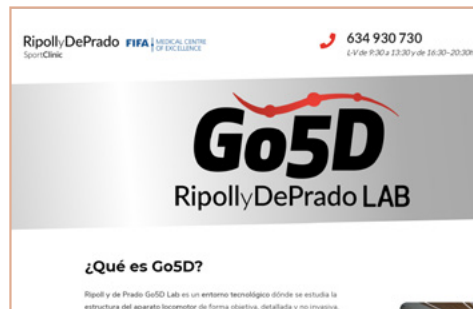 RipollyDePrado FIFA MEDICAL CENTRE
SportClinic OF EXCELLENCE
634 930 730
L-V de 9:30 a 13:30 y de 16:30-20:30h
Go5D
RipollyDePrado LAB
¿Qué es Go5D?
Ripoll y de Prado Go5D Lab es un entorno tecnológico dónde se estudia la
estructura del aparato locomotor de forma objetiva, detallada y no invasiva,